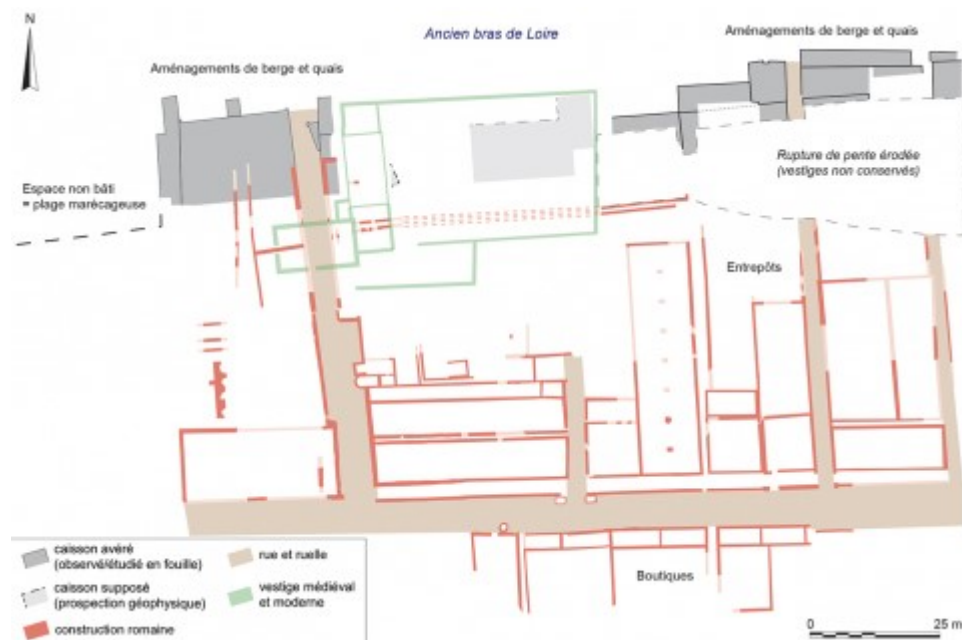 N
Ancien bras de Loire
Aménagements de berge et quais
Aménagements de berge et quais
Espace non bâti
= plage marécageuse
Rupture de pente érodée
(vestiges non conservés)
Entrepôts
Boutiques
caisson avéré
(observé/étudié en fouille)
caisson supposé
(prospection géophysique)
construction romaine
rue et ruelle
vestige médiéval
et moderne
0
25 m